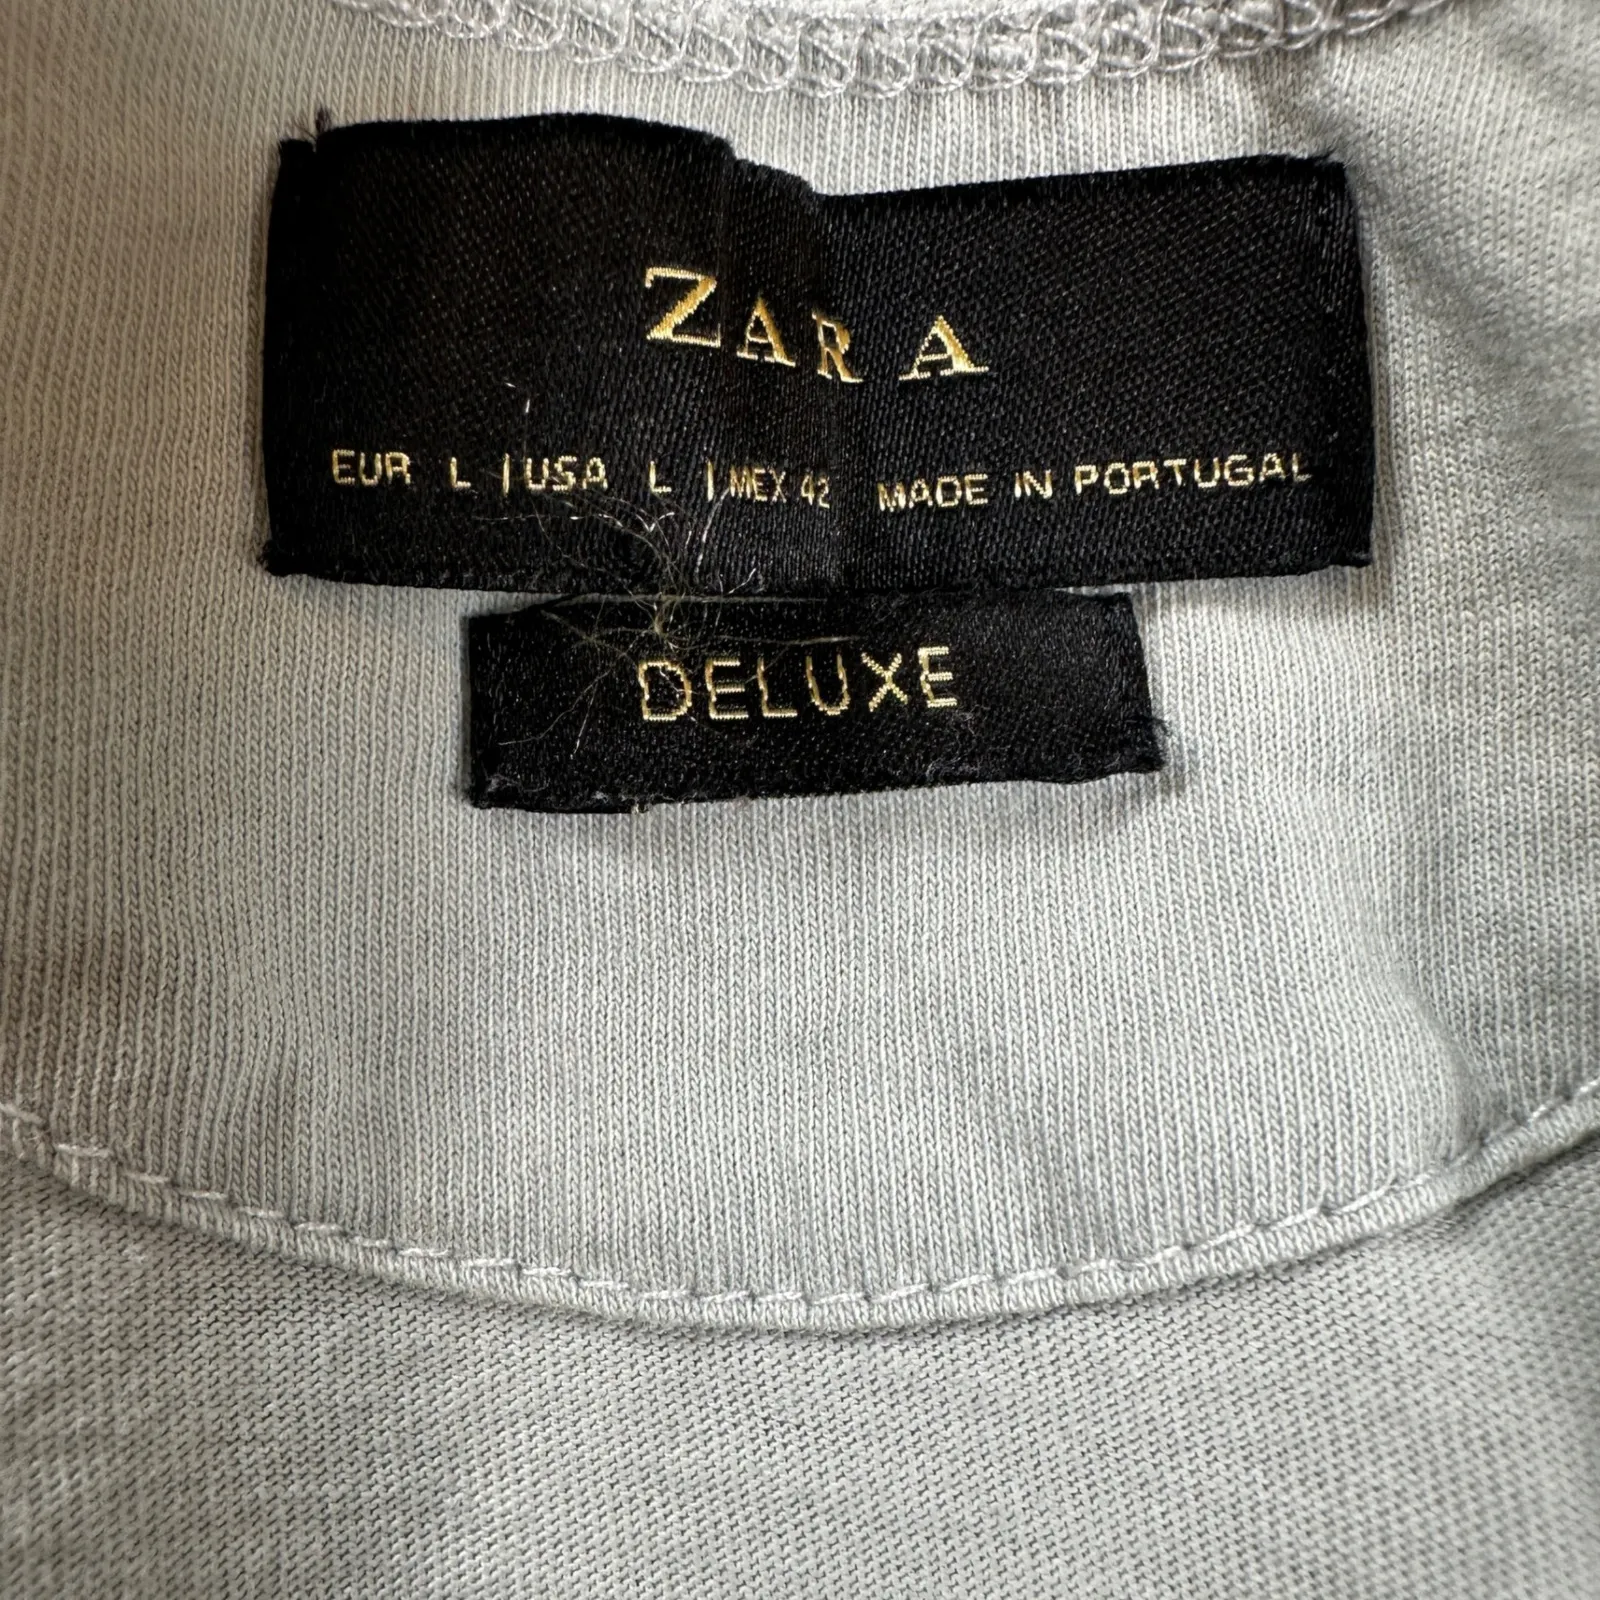 ZARA
EUR L | USA L | MEX 42 MADE IN PORTUGAL
DELUXE